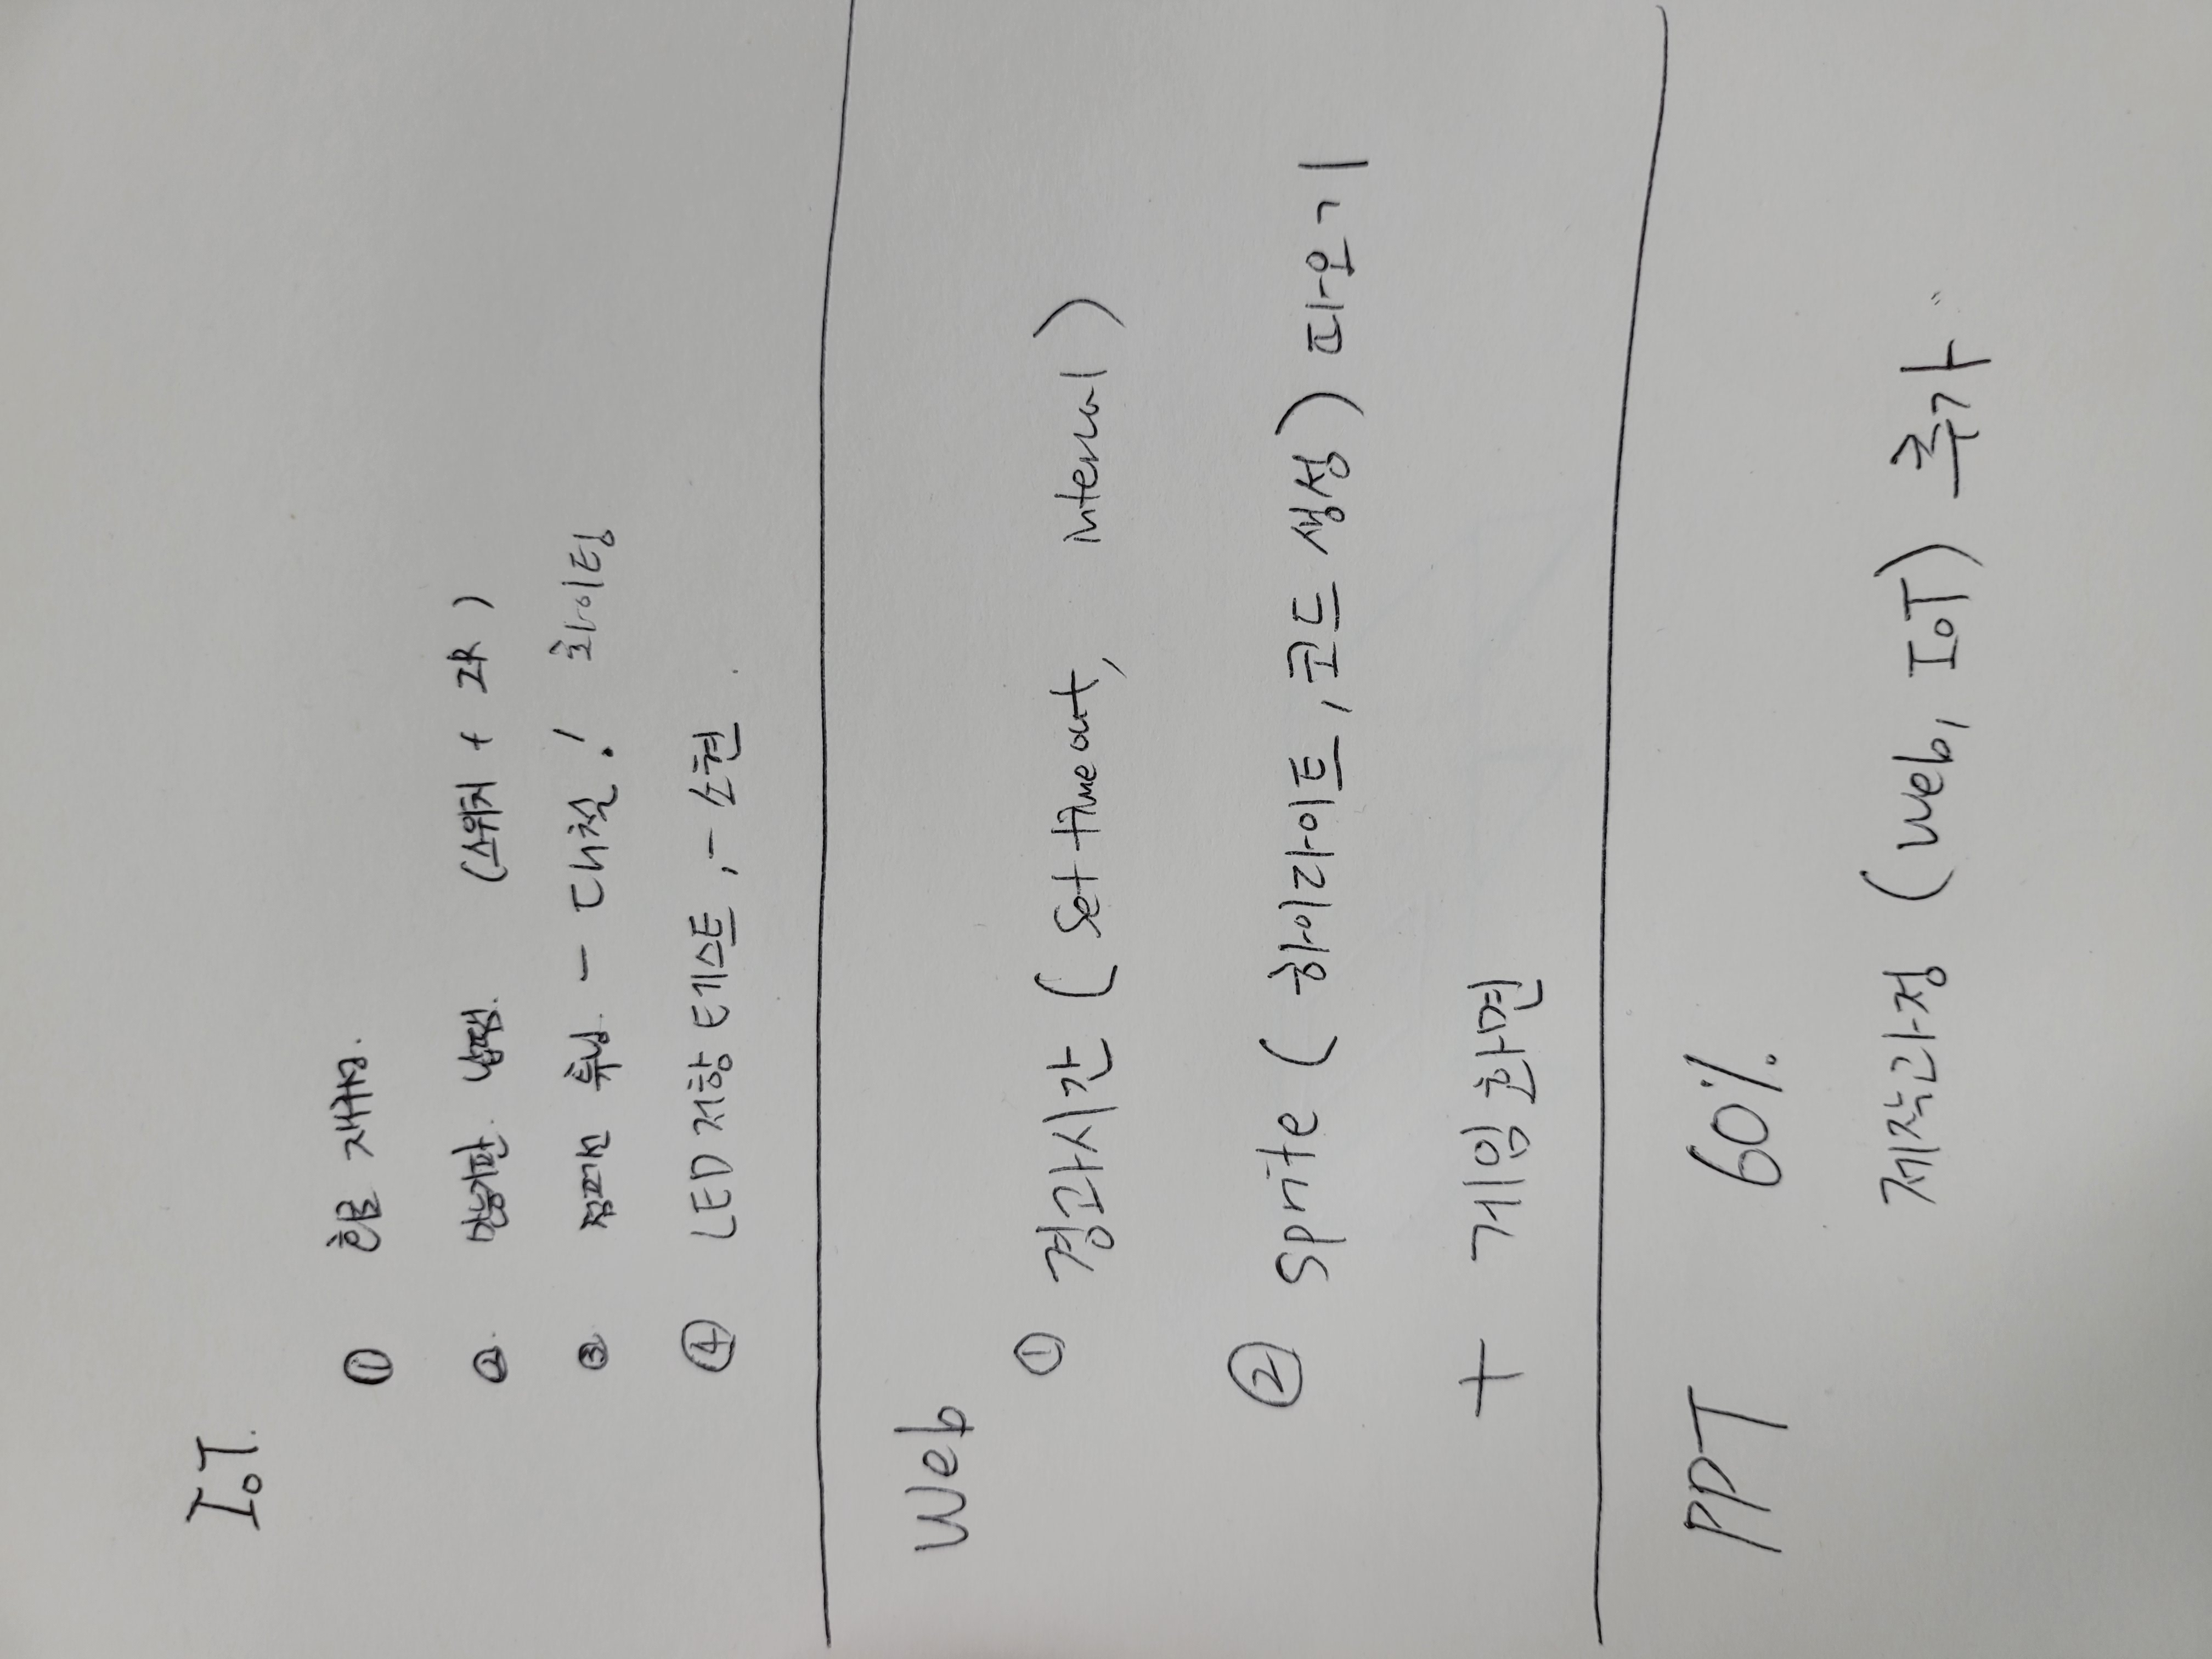 IoT.
① 회로 재구성.
②. 만능기판. 납땜. (스위치 + IR)
③ 점퍼선 튜닝. - 대철! 화이팅
④ LED 저항 테스트, - 소현.
Web
① 경과시간 (Set time out, interval)
② sprite (하이라이트, 코드 생성) 따오기
+ 게임화면
PPT 60%
제작과정 (Web, IoT) 추가